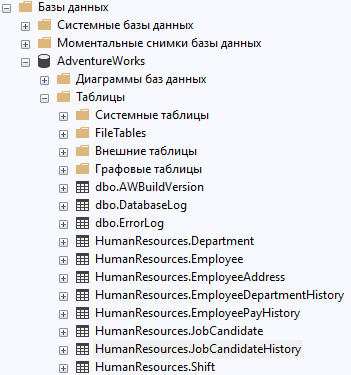 Базы данных
Системные базы данных
Моментальные снимки базы данных
AdventureWorks
Диаграммы баз данных
Таблицы
Системные таблицы
FileTables
Внешние таблицы
Графовые таблицы
dbo.AWBuildVersion
dbo.DatabaseLog
dbo.ErrorLog
HumanResources.Department
HumanResources.Employee
HumanResources.EmployeeAddress
HumanResources.EmployeeDepartmentHistory
HumanResources.EmployeePayHistory
HumanResources.JobCandidate
HumanResources.JobCandidateHistory
HumanResources.Shift